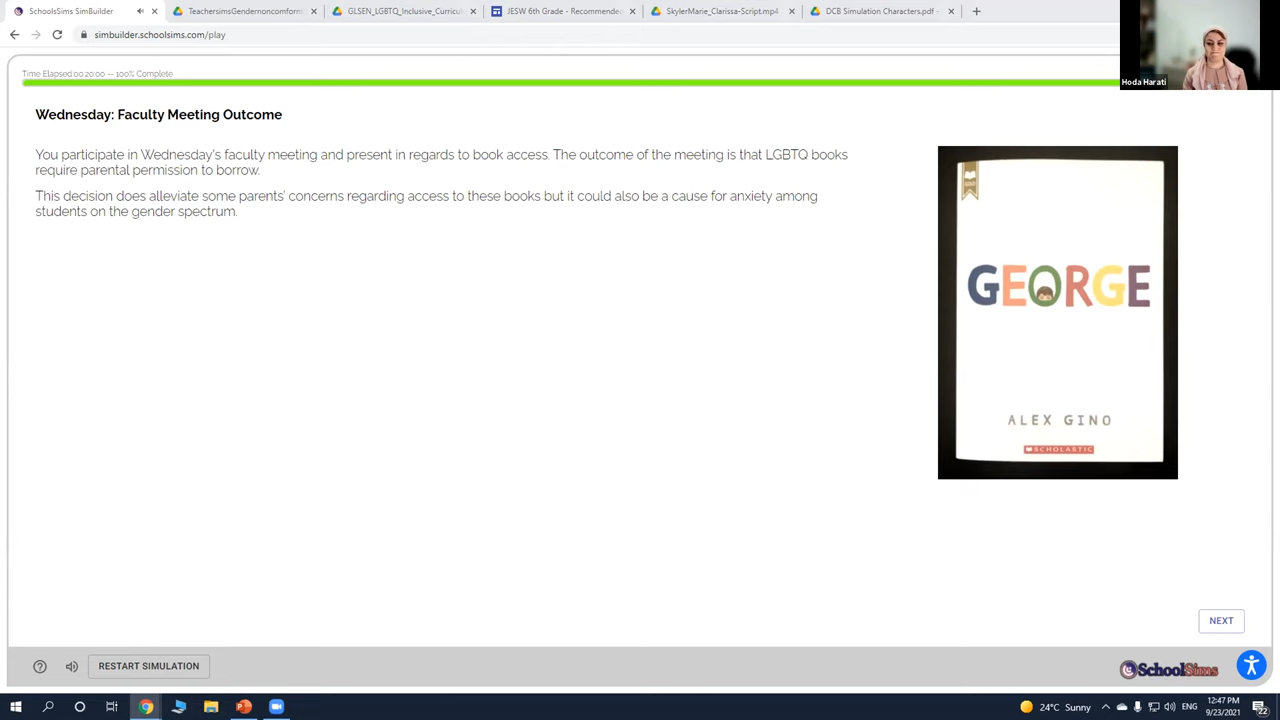 SchoolsSims SimBuilder
TeachersimsGendernoncomform
GLSEN_LGBTQ_Inclusive_Curricul
JESW 6th Grade - Recommended
SkylerMarie_Clarissa-Script.mp4
DCB Simulation Characters.pdf -
simbuilder.schoolsims.com/play
Hoda Harati
Time Elapsed:00:20:00 -- 100% Complete
Wednesday: Faculty Meeting Outcome
You participate in Wednesday's faculty meeting and present in regards to book access. The outcome of the meeting is that LGBTQ books
require parental permission to borrow.
This decision does alleviate some parents' concerns regarding access to these books but it could also be a cause for anxiety among
students on the gender spectrum.
GEORGE
ALEX GINO
SCHOLASTIC
NEXT
RESTART SIMULATION
SchoolSims
24°C Sunny
ENG
12:47 PM
9/23/2021
22